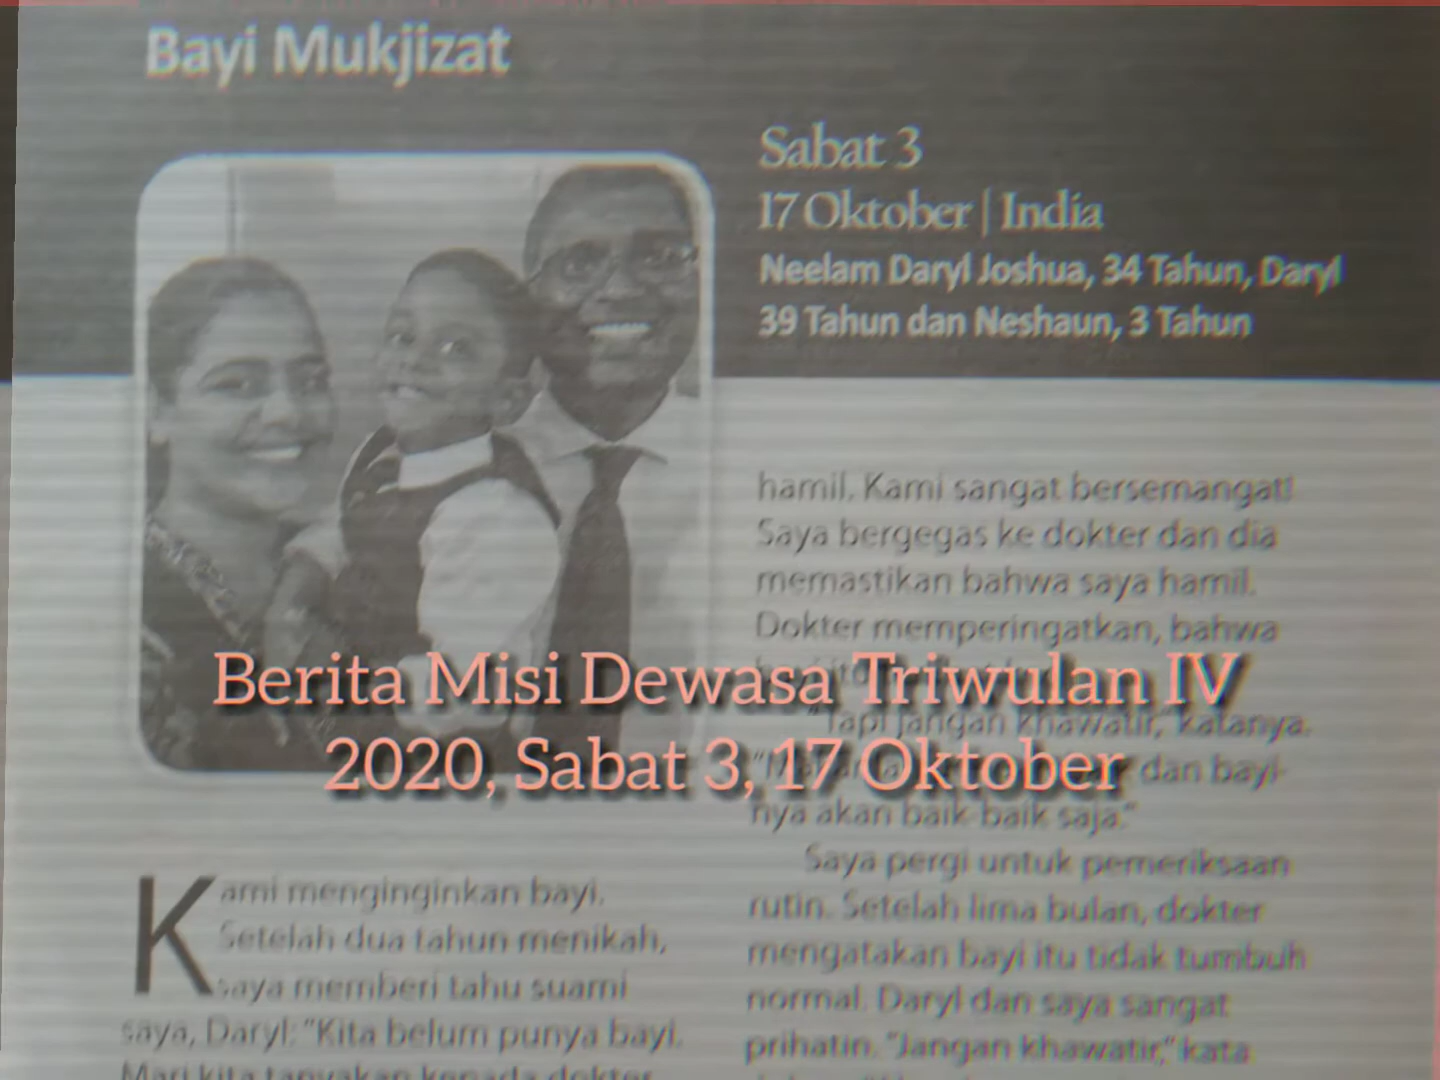 Bayi Mukjizat
Sabat 3
17 Oktober | India
Neelam Daryl Joshua, 34 Tahun, Daryl
39 Tahun dan Neshaun, 3 Tahun
Berita Misi Dewasa Triwulan IV
2020, Sabat 3, 17 Oktober
Kami menginginkan bayi.
Setelah dua tahun menikah,
saya memberi tahu suami
saya, Daryl: "Kita belum punya bayi.
Mari kita tanyakan kepada dokter
hamil. Kami sangat bersemangat!
Saya bergegas ke dokter dan dia
memastikan bahwa saya hamil.
Dokter memperingatkan, bahwa
"Tapi jangan khawatir," katanya.
dan bayi-
nya akan baik-baik saja."
Saya pergi untuk pemeriksaan
rutin. Setelah lima bulan, dokter
mengatakan bayi itu tidak tumbuh
normal. Daryl dan saya sangat
prihatin. "Jangan khawatir," kata